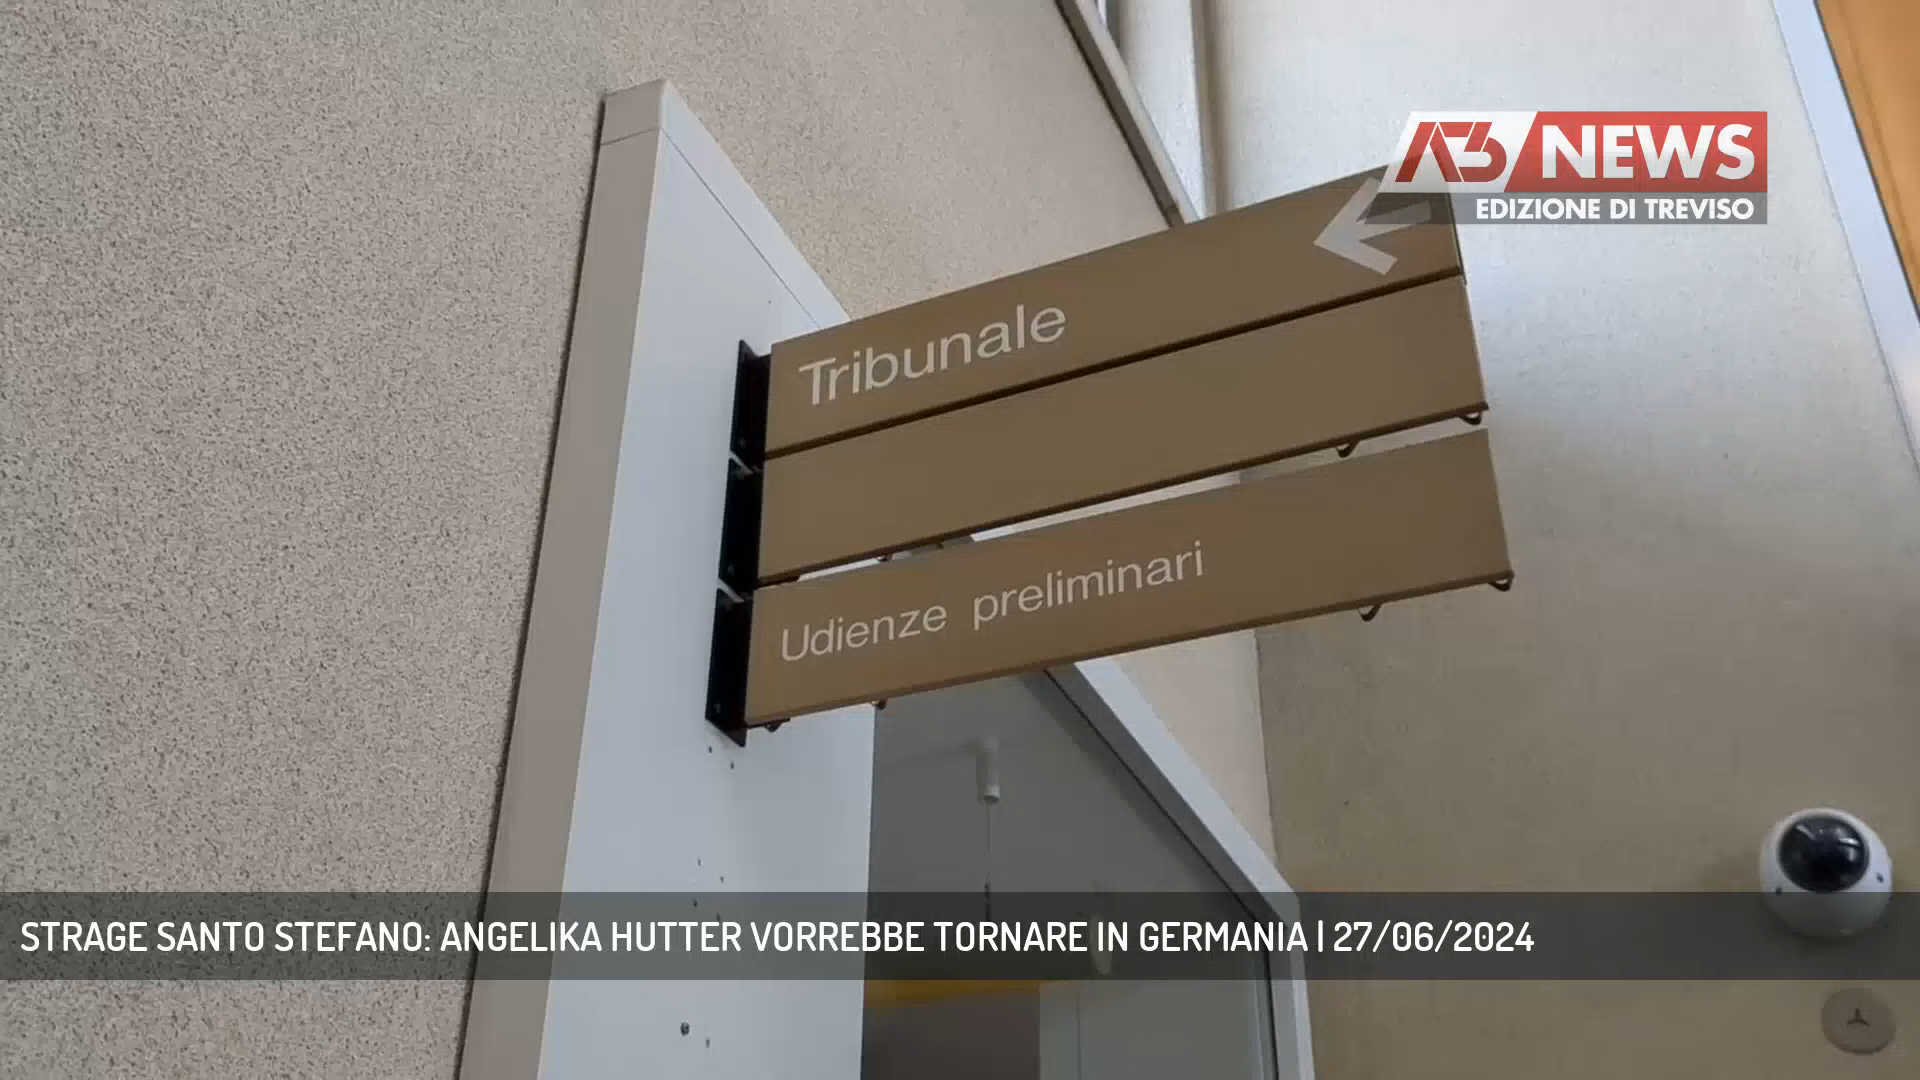 A3 NEWS
EDIZIONE DI TREVISO
Tribunale
Udienze preliminari
STRAGE SANTO STEFANO: ANGELIKA HUTTER VORREBBE TORNARE IN GERMANIA | 27/06/2024